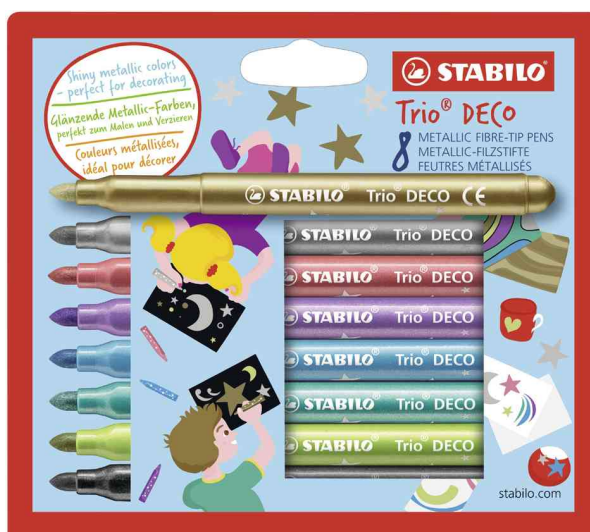 Shiny metallic colors
- perfect for decorating
Glänzende Metallic-Farben,
perfekt zum Malen und Verzieren
Couleurs métallisées,
idéal pour décorer
STABILO®
Trio® DECO
8 METALLIC FIBRE-TIP PENS
METALLIC-FILZSTIFTE
FEUTRES MÉTALLISÉS
STABILO® Trio® DECO CE
STABILO® Trio® DECO
STABILO® Trio® DECO
STABILO® Trio® DECO
STABILO® Trio® DECO
STABILO® Trio® DECO
STABILO® Trio® DECO
stabilo.com